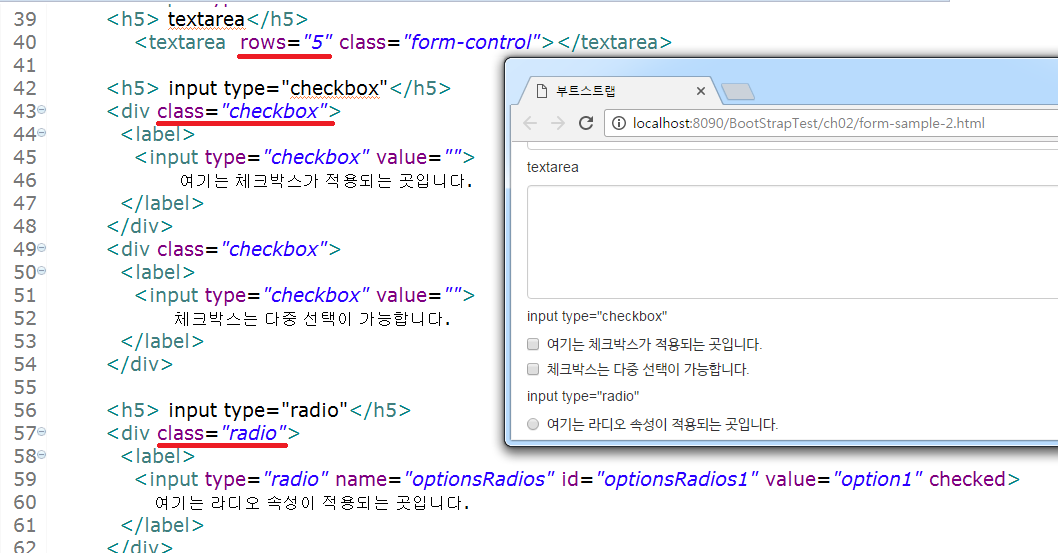 39 <h5> textarea</h5>
40 <textarea rows="5" class="form-control"></textarea>
41
42 <h5> input type="checkbox"</h5>
43 <div class="checkbox">
44 <label>
45 <input type="checkbox" value="">
46 여기는 체크박스가 적용되는 곳입니다.
47 </label>
48 </div>
49 <div class="checkbox">
50 <label>
51 <input type="checkbox" value="">
52 체크박스는 다중 선택이 가능합니다.
53 </label>
54 </div>
55
56 <h5> input type="radio"</h5>
57 <div class="radio">
58 <label>
59 <input type="radio" name="optionsRadios" id="optionsRadios1" value="option1" checked>
60 여기는 라디오 속성이 적용되는 곳입니다.
61 </label>
62 </div>
부트스트랩
localhost:8090/BootStrapTest/ch02/form-sample-2.html
textarea
input type="checkbox"
여기는 체크박스가 적용되는 곳입니다.
체크박스는 다중 선택이 가능합니다.
input type="radio"
여기는 라디오 속성이 적용되는 곳입니다.